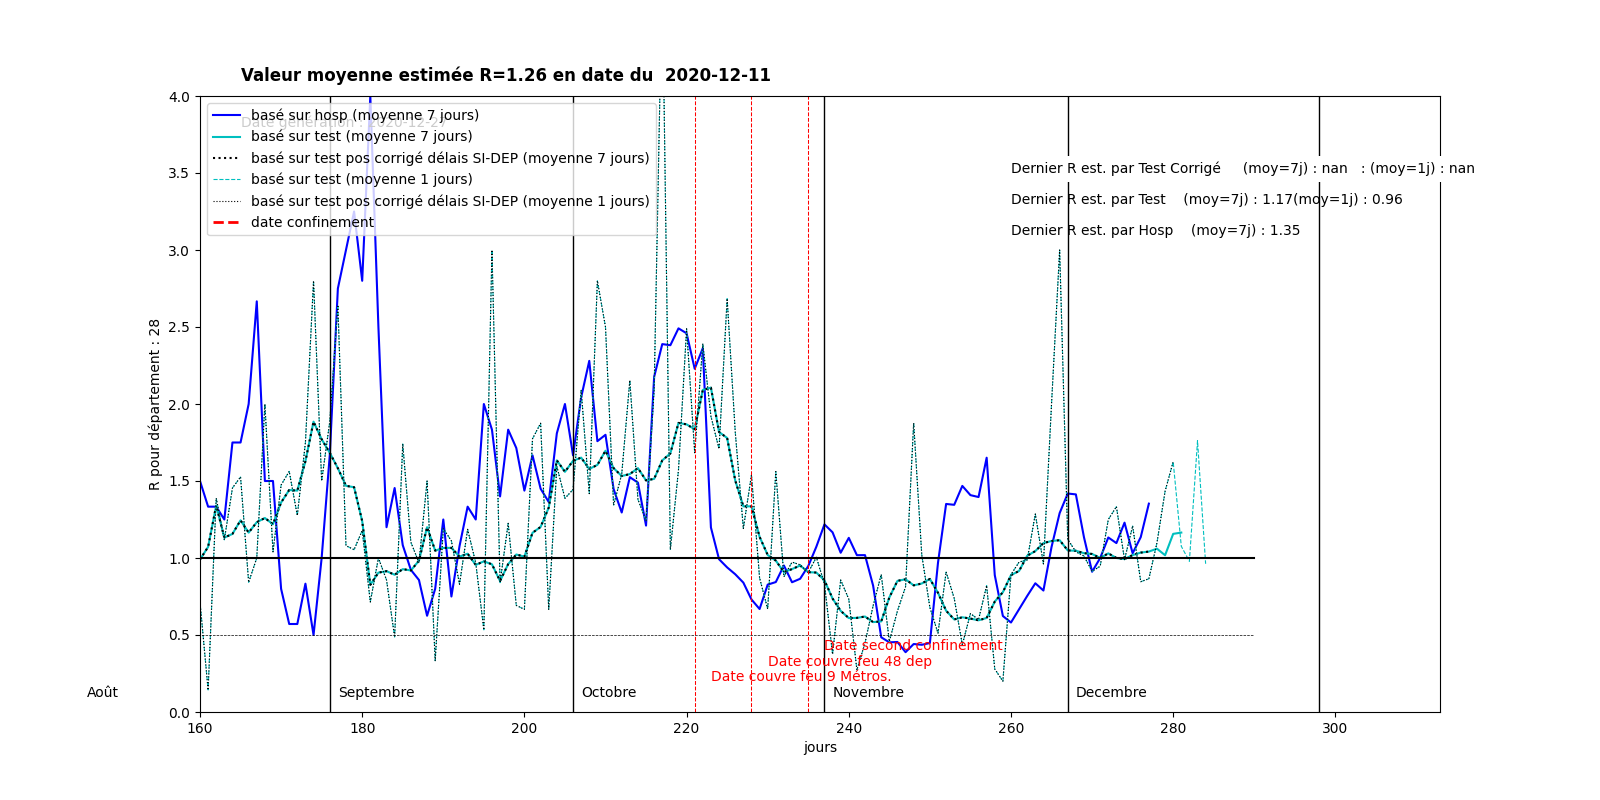 Valeur moyenne estimée R=1.26 en date du  2020-12-11
basé sur hosp (moyenne 7 jours)
basé sur test (moyenne 7 jours)
basé sur test pos corrigé délais SI-DEP (moyenne 7 jours)
basé sur test (moyenne 1 jours)
basé sur test pos corrigé délais SI-DEP (moyenne 1 jours)
date confinement
Dernier R est. par Test Corrigé     (moy=7j) : nan   : (moy=1j) : nan
Dernier R est. par Test    (moy=7j) : 1.17(moy=1j) : 0.96
Dernier R est. par Hosp    (moy=7j) : 1.35
4.0
3.5
3.0
2.5
2.0
1.5
1.0
0.5
0.0
R pour département : 28
Date second confinement
Date couvre feu 48 dep
Date couvre feu 9 Métros.
Août
Septembre
Octobre
Novembre
Decembre
160
180
200
220
240
260
280
300
jours